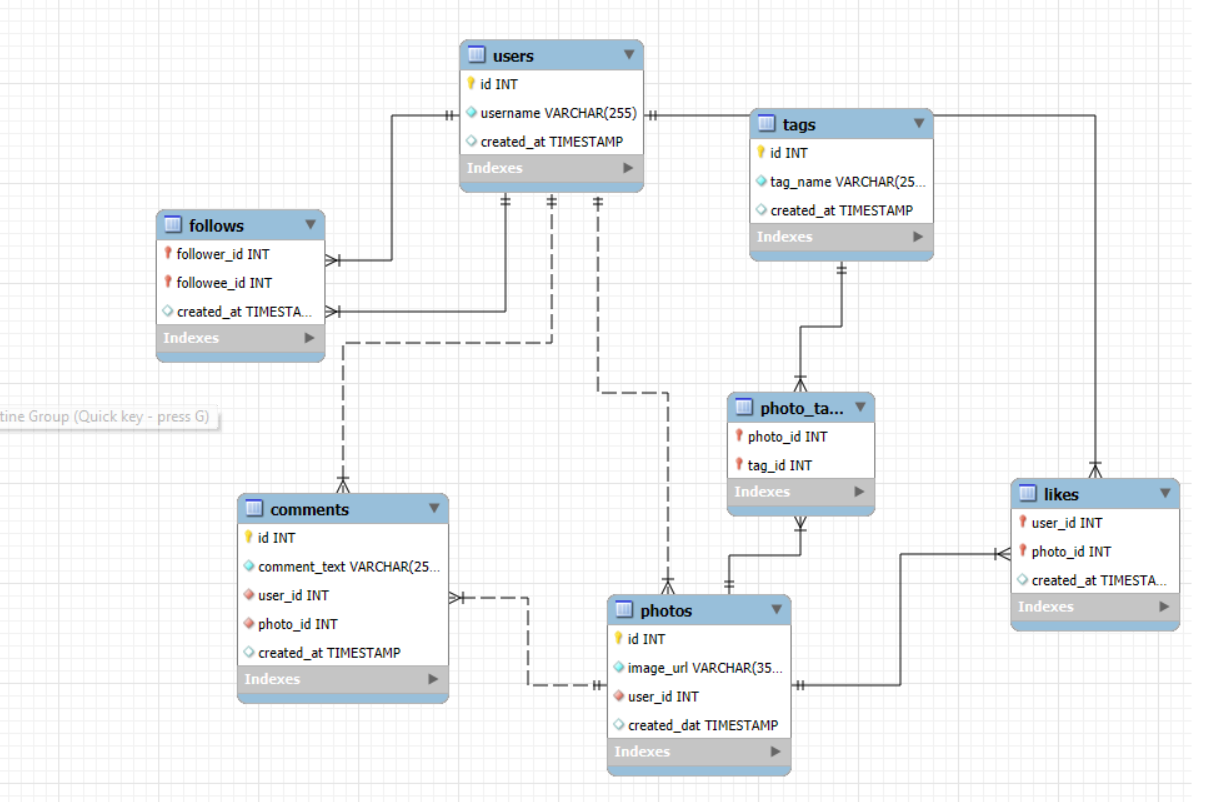 users
id INT
username VARCHAR(255)
created_at TIMESTAMP
Indexes
tags
id INT
tag_name VARCHAR(25...
created_at TIMESTAMP
Indexes
follows
follower_id INT
followee_id INT
created_at TIMESTA...
Indexes
tine Group (Quick key - press G)
photo_ta...
photo_id INT
tag_id INT
Indexes
likes
user_id INT
photo_id INT
created_at TIMESTA...
Indexes
comments
id INT
comment_text VARCHAR(25...
user_id INT
photo_id INT
created_at TIMESTAMP
Indexes
photos
id INT
image_url VARCHAR(35...
user_id INT
created_dat TIMESTAMP
Indexes